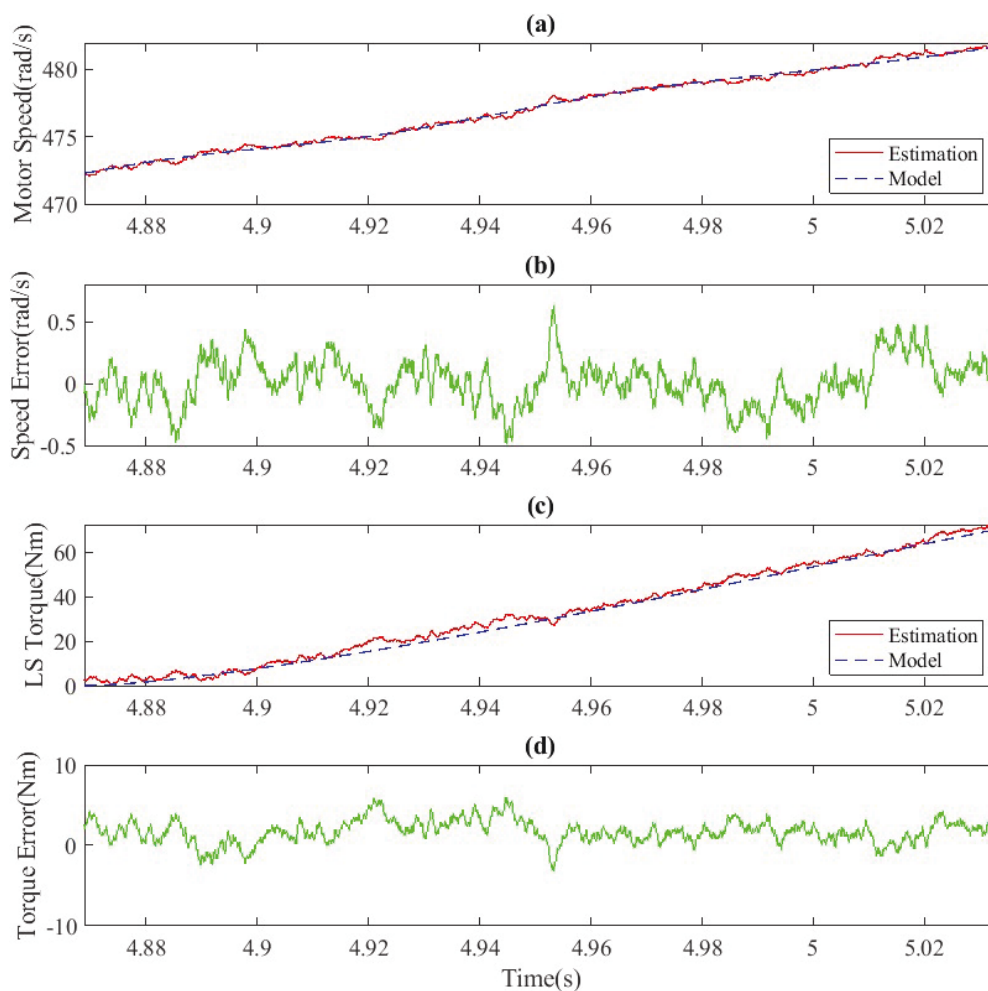 (a)
Motor Speed(rad/s)
480
475
470
Estimation
Model
4.88 4.9 4.92 4.94 4.96 4.98 5 5.02
(b)
Speed Error(rad/s)
0.5
0
-0.5
4.88 4.9 4.92 4.94 4.96 4.98 5 5.02
(c)
LS Torque(Nm)
60
40
20
0
Estimation
Model
4.88 4.9 4.92 4.94 4.96 4.98 5 5.02
(d)
Torque Error(Nm)
10
0
-10
4.88 4.9 4.92 4.94 4.96 4.98 5 5.02
Time(s)